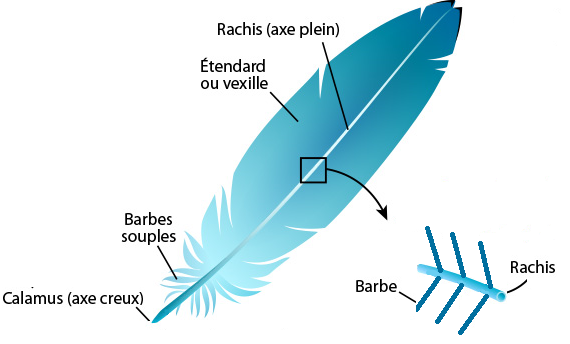 Rachis (axe plein)
Étendard
ou vexille
Barbes
souples
Calamus (axe creux)
Rachis
Barbe